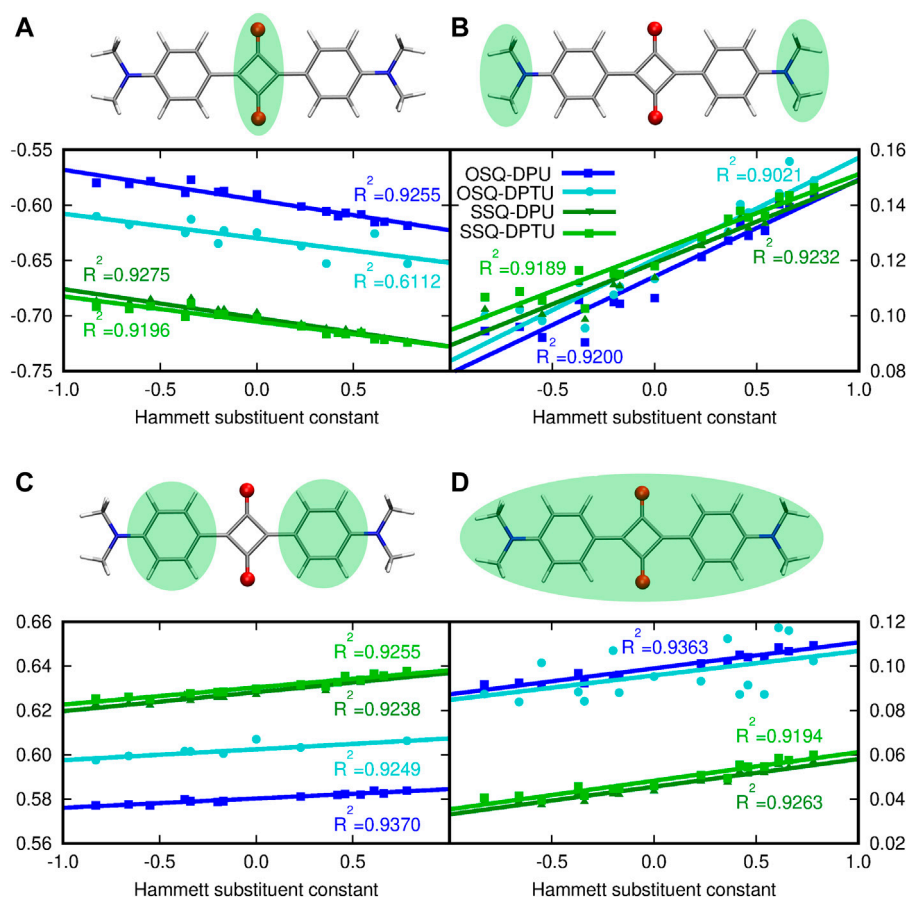 A
B
-0.55
-0.60
-0.65
-0.70
-0.75
R²=0.9255
R²=0.6112
R²=0.9275
R²=0.9196
-1.0
-0.5
0.0
0.5
Hammett substituent constant
OSQ-DPU
OSQ-DPTU
SSQ-DPU
SSQ-DPTU
R²=0.9021
R²=0.9232
R²=0.9189
R²=0.9200
0.16
0.14
0.12
0.10
0.08
-0.5
0.0
0.5
1.0
Hammett substituent constant
C
D
0.66
0.64
0.62
0.60
0.58
0.56
R²=0.9255
R²=0.9238
R²=0.9249
R²=0.9370
-1.0
-0.5
0.0
0.5
Hammett substituent constant
R²=0.9363
R²=0.9194
R²=0.9263
0.12
0.10
0.08
0.06
0.04
0.02
-0.5
0.0
0.5
1.0
Hammett substituent constant